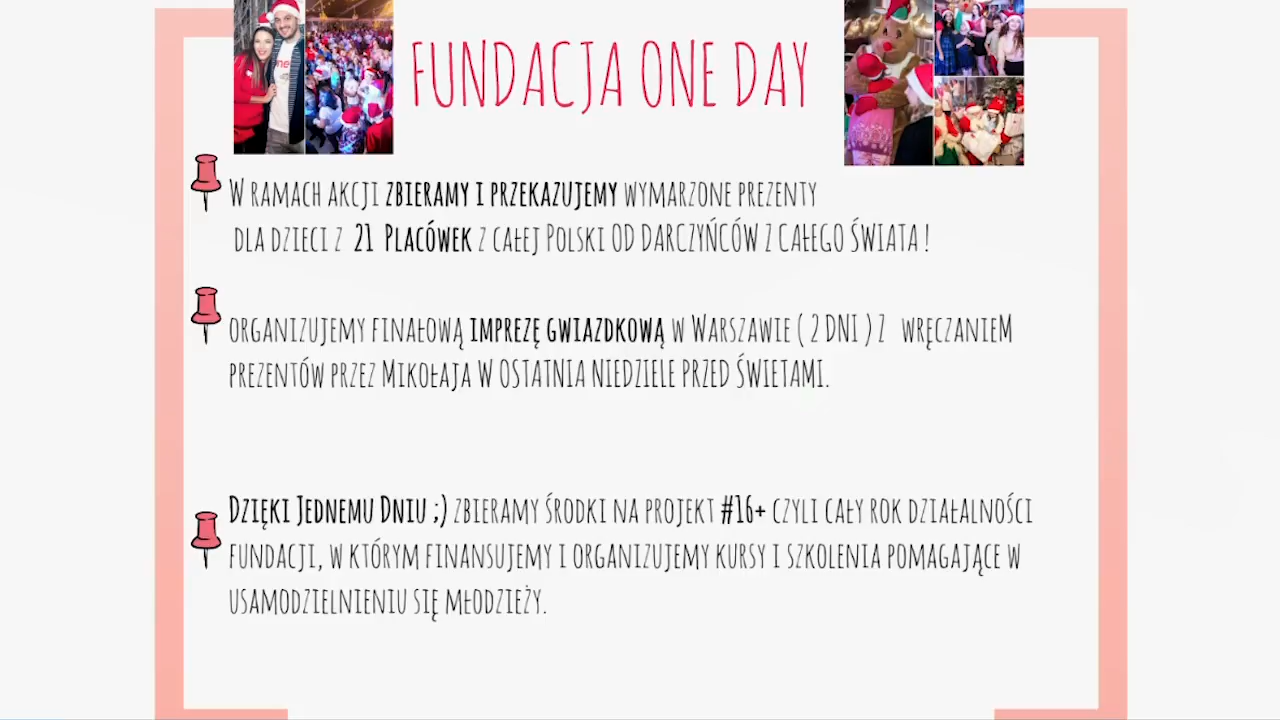 FUNDACJA ONE DAY
W RAMACH AKCJI ZBIERAMY I PRZEKAZUJEMY WYMARZONE PREZENTY
DLA DZIECI Z 21 PLACÓWEK Z CAŁEJ POLSKI OD DARCZYŃCÓW Z CAŁEGO ŚWIATA !
ORGANIZUJEMY FINAŁOWĄ IMPREZĘ GWIAZDKOWĄ W WARSZAWIE ( 2 DNI ) Z WRĘCZANIEM
PREZENTÓW PRZEZ MIKOŁAJA W OSTATNIA NIEDZIELE PRZED ŚWIETAMI.
DZIĘKI JEDNEMU DNIU ;) ZBIERAMY ŚRODKI NA PROJEKT #16+ CZYLI CAŁY ROK DZIAŁALNOŚCI
FUNDACJI, W KTÓRYM FINANSUJEMY I ORGANIZUJEMY KURSY I SZKOLENIA POMAGAJĄCE W
USAMODZIELNIENIU SIĘ MŁODZIEŻY.